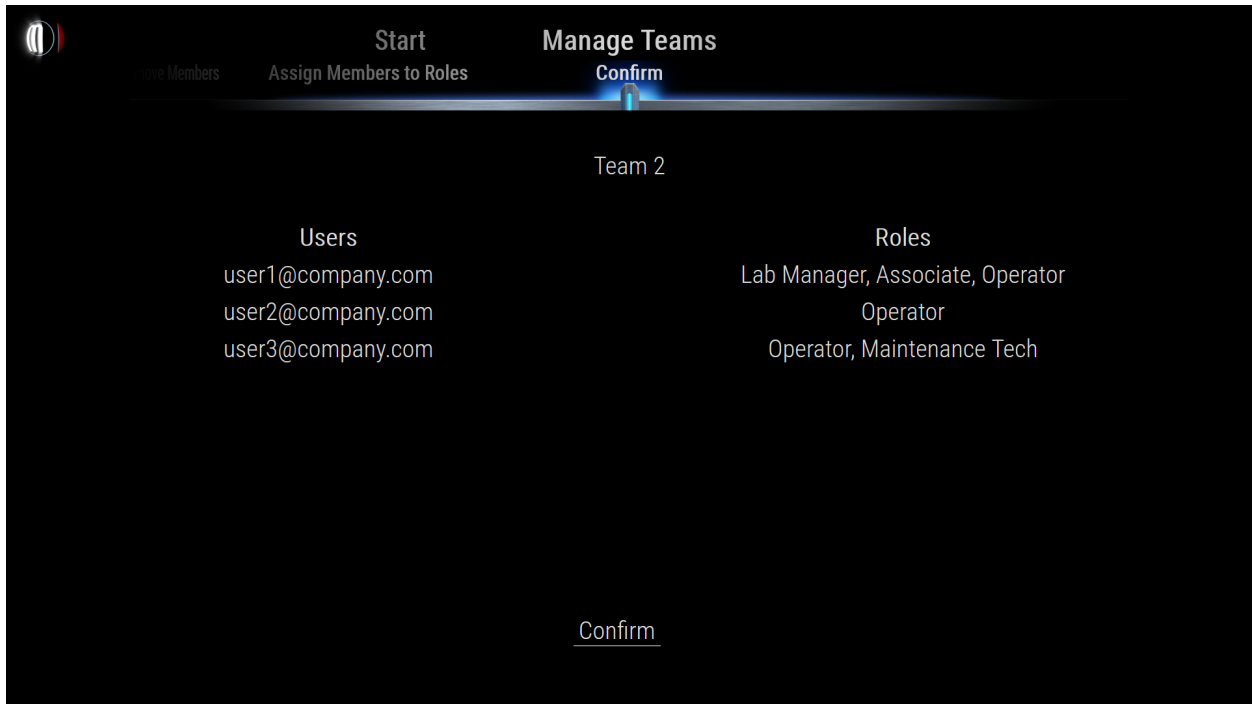 Start Manage Teams
Members Assign Members to Roles Confirm
Team 2
Users Roles
user1@company.com Lab Manager, Associate, Operator
user2@company.com Operator
user3@company.com Operator, Maintenance Tech
Confirm